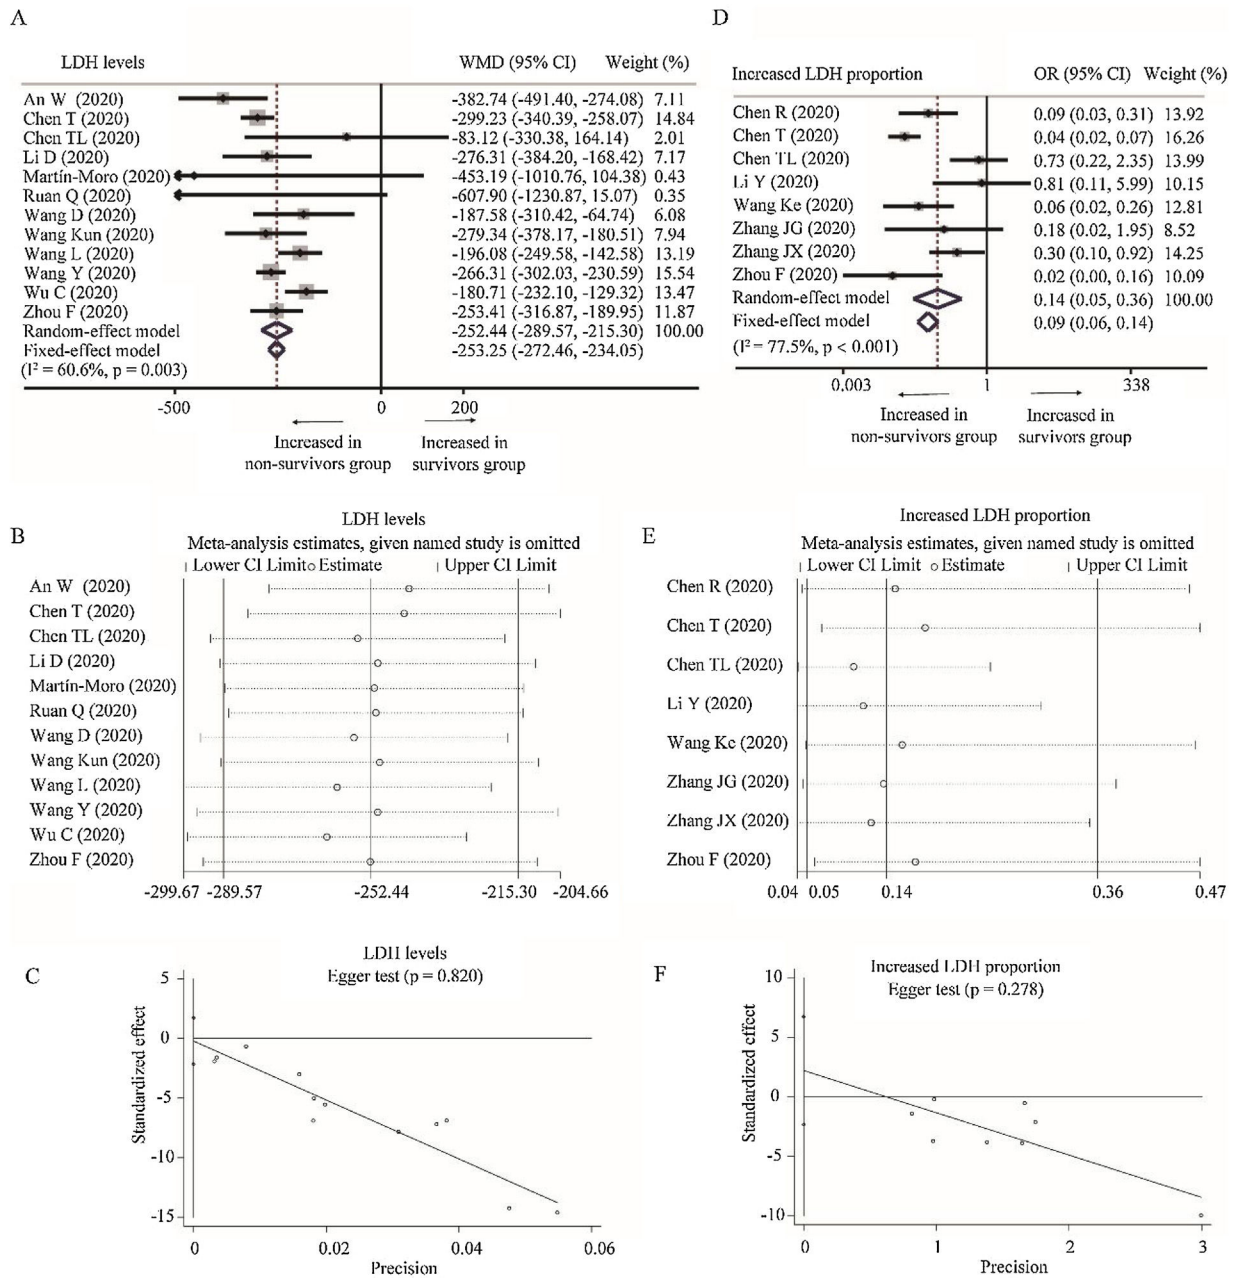 A
LDH levels WMD (95% CI) Weight (%)
An W (2020) -382.74 (-491.40, -274.08) 7.11
Chen T (2020) -299.23 (-340.39, -258.07) 14.84
Chen TL (2020) -83.12 (-330.38, 164.14) 2.01
Li D (2020) -276.31 (-384.20, -168.42) 7.17
Martín-Moro (2020) -453.19 (-1010.76, 104.38) 0.43
Ruan Q (2020) -607.90 (-1230.87, 15.07) 0.35
Wang D (2020) -187.58 (-310.42, -64.74) 6.08
Wang Kun (2020) -279.34 (-378.17, -180.51) 7.94
Wang L (2020) -196.08 (-249.58, -142.58) 13.19
Wang Y (2020) -266.31 (-302.03, -230.59) 15.54
Wu C (2020) -180.71 (-232.10, -129.32) 13.47
Zhou F (2020) -253.41 (-316.87, -189.95) 11.87
Random-effect model -252.44 (-289.57, -215.30) 100.00
Fixed-effect model -253.25 (-272.46, -234.05)
(I² = 60.6%, p = 0.003)
-500 0 200
Increased in
non-survivors group
Increased in
survivors group
D
Increased LDH proportion OR (95% CI) Weight (%)
Chen R (2020) 0.09 (0.03, 0.31) 13.92
Chen T (2020) 0.04 (0.02, 0.07) 16.26
Chen TL (2020) 0.73 (0.22, 2.35) 13.99
Li Y (2020) 0.81 (0.11, 5.99) 10.15
Wang Ke (2020) 0.06 (0.02, 0.26) 12.81
Zhang JG (2020) 0.18 (0.02, 1.95) 8.52
Zhang JX (2020) 0.30 (0.10, 0.92) 14.25
Zhou F (2020) 0.02 (0.00, 0.16) 10.09
Random-effect model 0.14 (0.05, 0.36) 100.00
Fixed-effect model 0.09 (0.06, 0.14)
(I² = 77.5%, p < 0.001)
0.003 1 338
Increased in
non-survivors group
Increased in
survivors group
B
LDH levels
Meta-analysis estimates, given named study is omitted
Lower CI Limit Estimate Upper CI Limit
An W (2020)
Chen T (2020)
Chen TL (2020)
Li D (2020)
Martín-Moro (2020)
Ruan Q (2020)
Wang D (2020)
Wang Kun (2020)
Wang L (2020)
Wang Y (2020)
Wu C (2020)
Zhou F (2020)
-299.67 -289.57 -252.44 -215.30 -204.66
E
Increased LDH proportion
Meta-analysis estimates, given named study is omitted
Lower CI Limit Estimate Upper CI Limit
Chen R (2020)
Chen T (2020)
Chen TL (2020)
Li Y (2020)
Wang Ke (2020)
Zhang JG (2020)
Zhang JX (2020)
Zhou F (2020)
0.04 0.05 0.14 0.36 0.47
C
LDH levels
Egger test (p = 0.820)
Standardized effect
5
0
-5
-10
-15
0 0.02 0.04 0.06
Precision
F
Increased LDH proportion
Egger test (p = 0.278)
Standardized effect
10
5
0
-5
-10
0 1 2 3
Precision